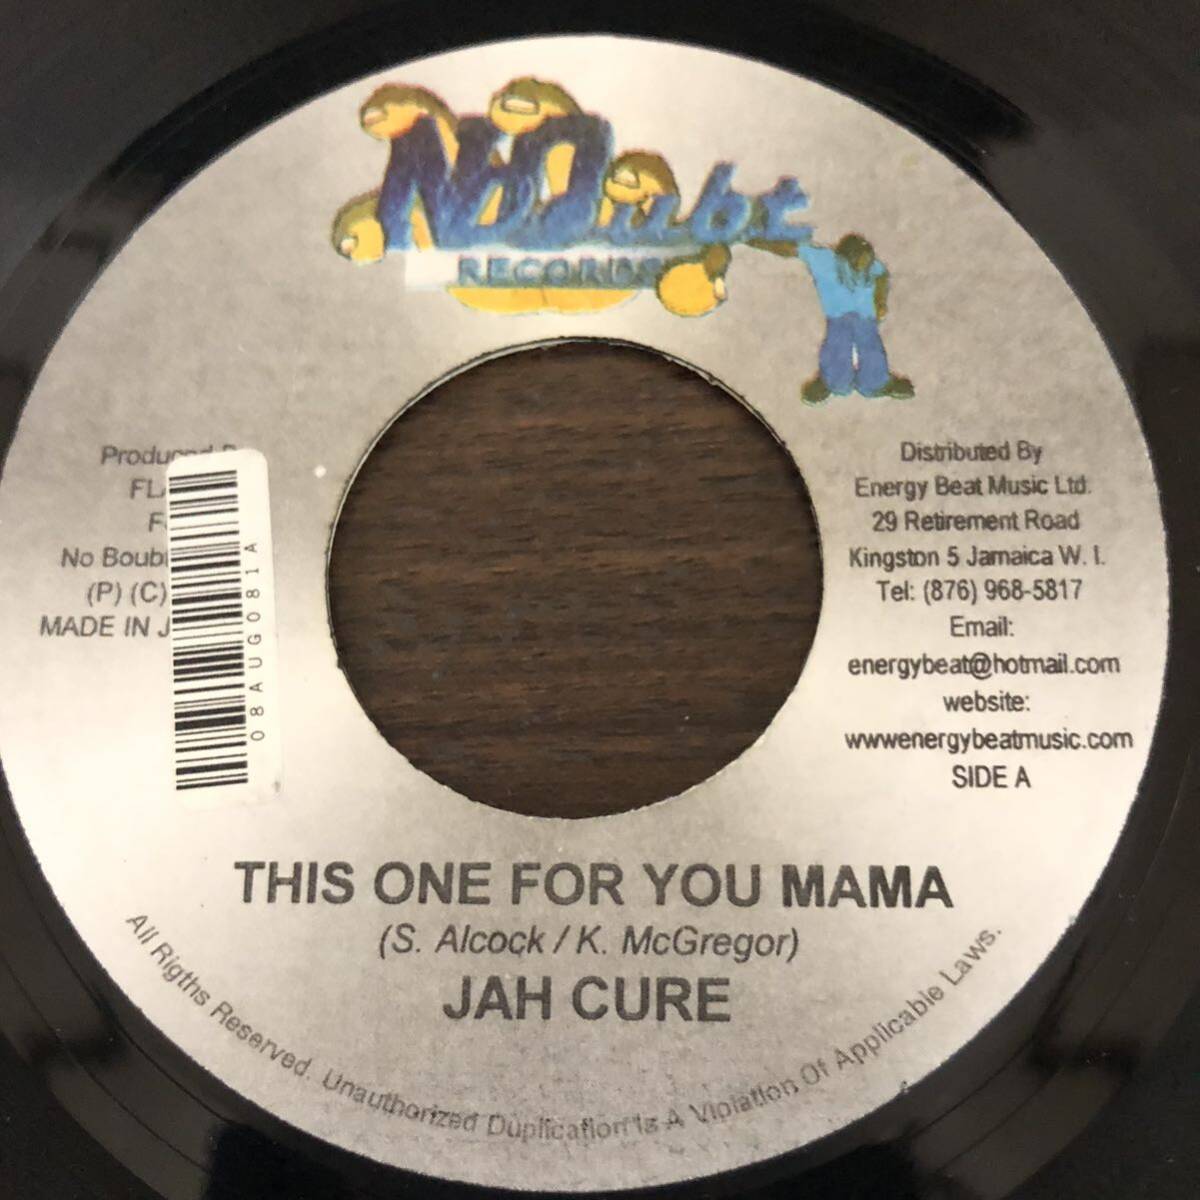 NoDoubt
RECORDS
Produced
FL
No Boub
(P) (C)
MADE IN J
08AUG081A
Distributed By
Energy Beat Music Ltd.
29 Retirement Road
Kingston 5 Jamaica W. I.
Tel: (876) 968-5817
Email:
energybeat@hotmail.com
website:
wwwenergybeatmusic.com
SIDE A
THIS ONE FOR YOU MAMA
(S. Alcock / K. McGregor)
JAH CURE
All Rigths Reserved. Unauthorized Duplication Is A Violation Of Applicable Laws.